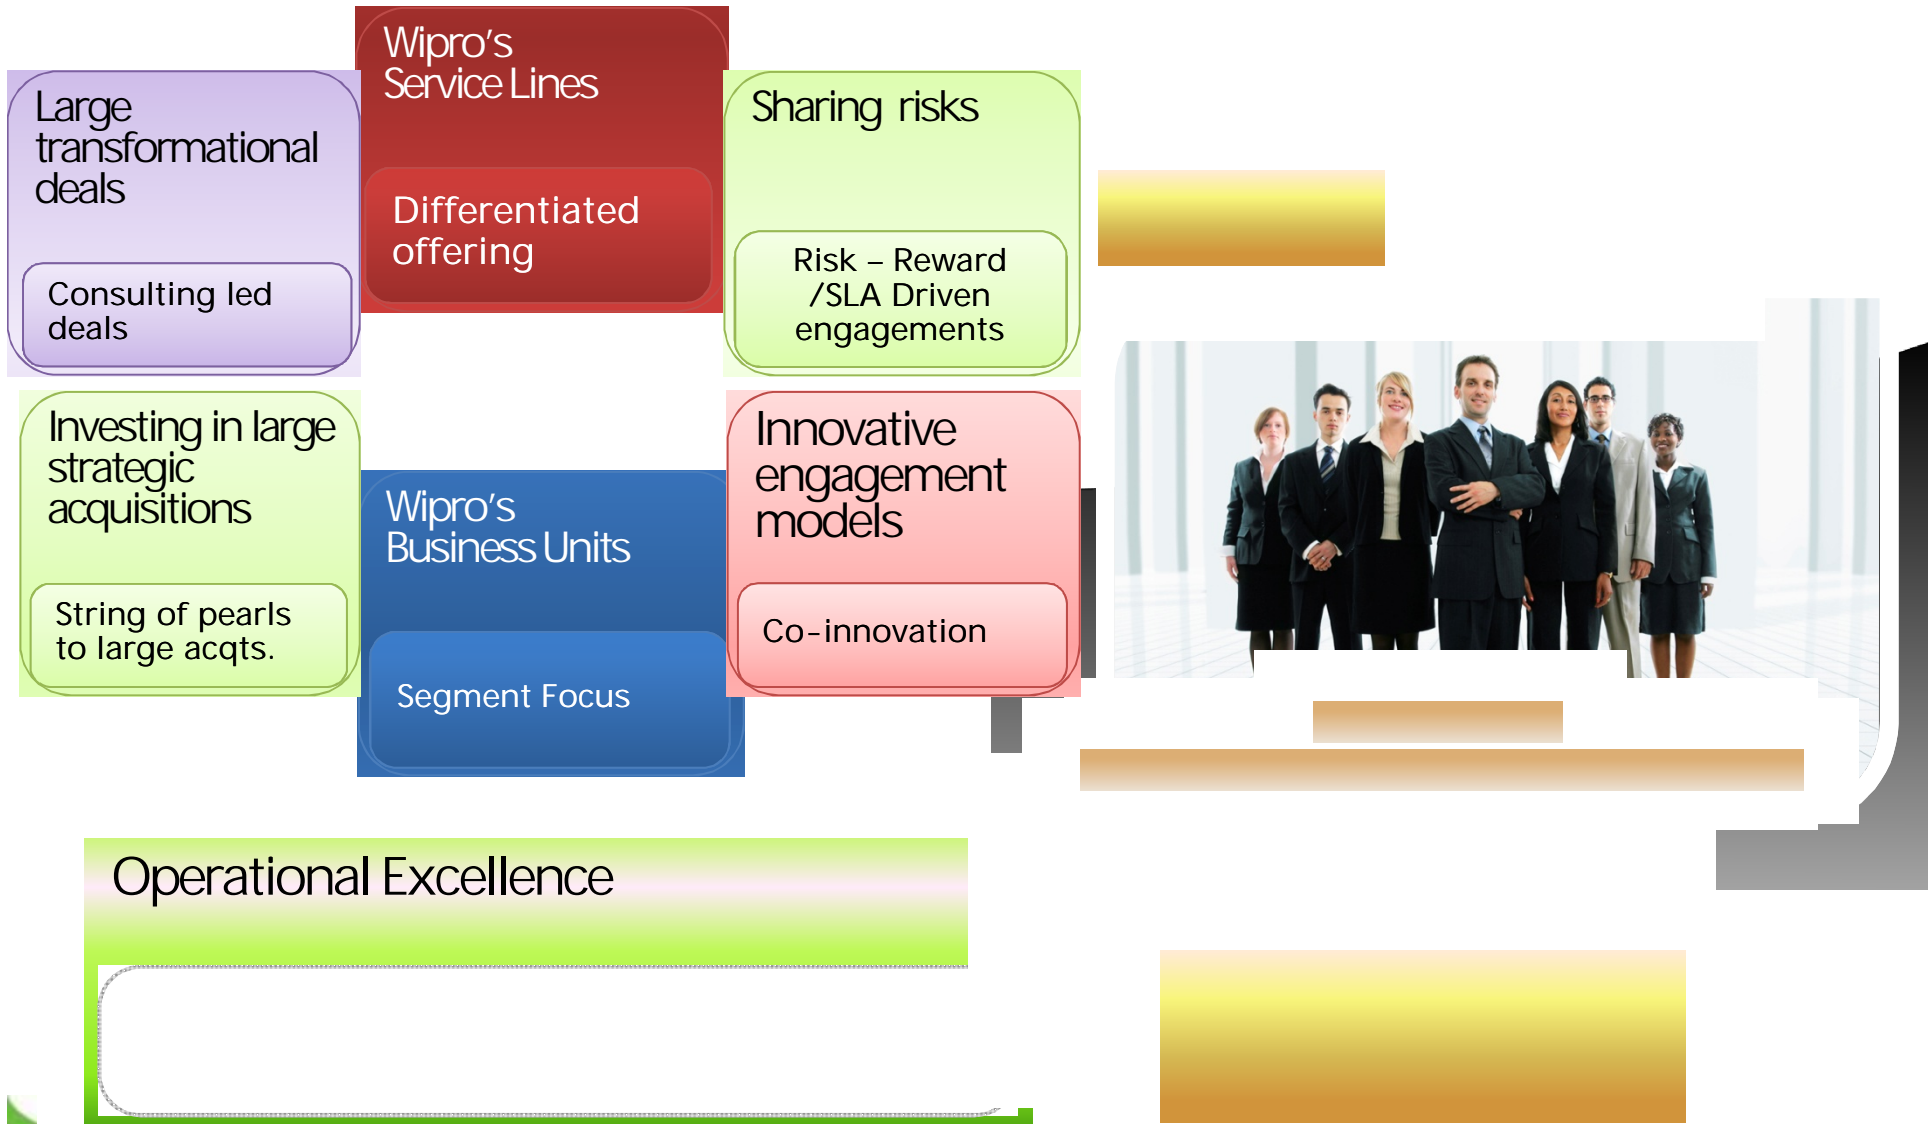 Wipro's
Service Lines
Differentiated
offering
Large
transformational
deals
Consulting led
deals
Sharing risks
Risk – Reward
/SLA Driven
engagements
Investing in large
strategic
acquisitions
String of pearls
to large acqts.
Wipro's
Business Units
Segment Focus
Innovative
engagement
models
Co-innovation
Operational Excellence